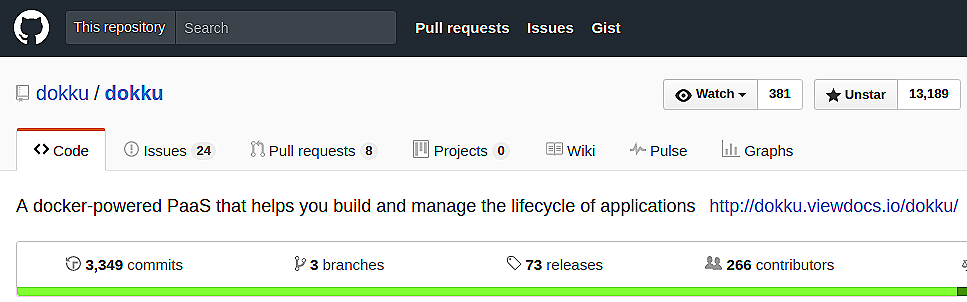 This repository Search Pull requests Issues Gist
dokku / dokku Watch 381 Unstar 13,189
Code Issues 24 Pull requests 8 Projects 0 Wiki Pulse Graphs
A docker-powered PaaS that helps you build and manage the lifecycle of applications http://dokku.viewdocs.io/dokku/
3,349 commits 3 branches 73 releases 266 contributors